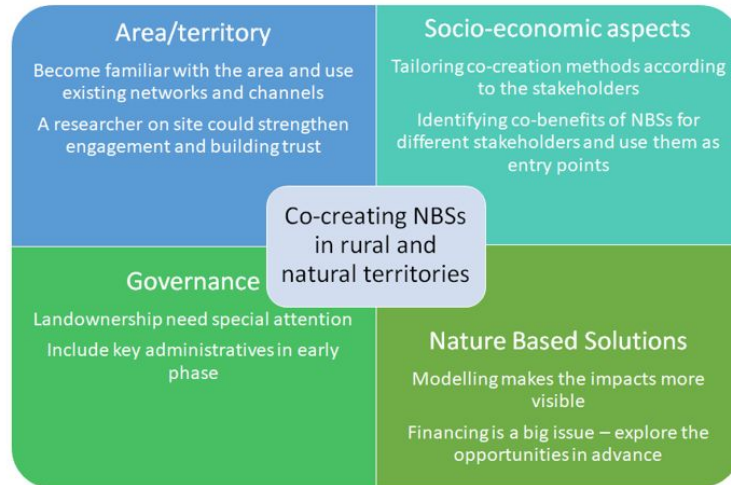 Area/territory
Become familiar with the area and use
existing networks and channels
A researcher on site could strengthen
engagement and building trust
Socio-economic aspects
Tailoring co-creation methods according
to the stakeholders
Identifying co-benefits of NBSs for
different stakeholders and use them as
entry points
Co-creating NBSs
in rural and
natural territories
Governance
Landownership need special attention
Include key administratives in early
phase
Nature Based Solutions
Modelling makes the impacts more
visible
Financing is a big issue – explore the
opportunities in advance